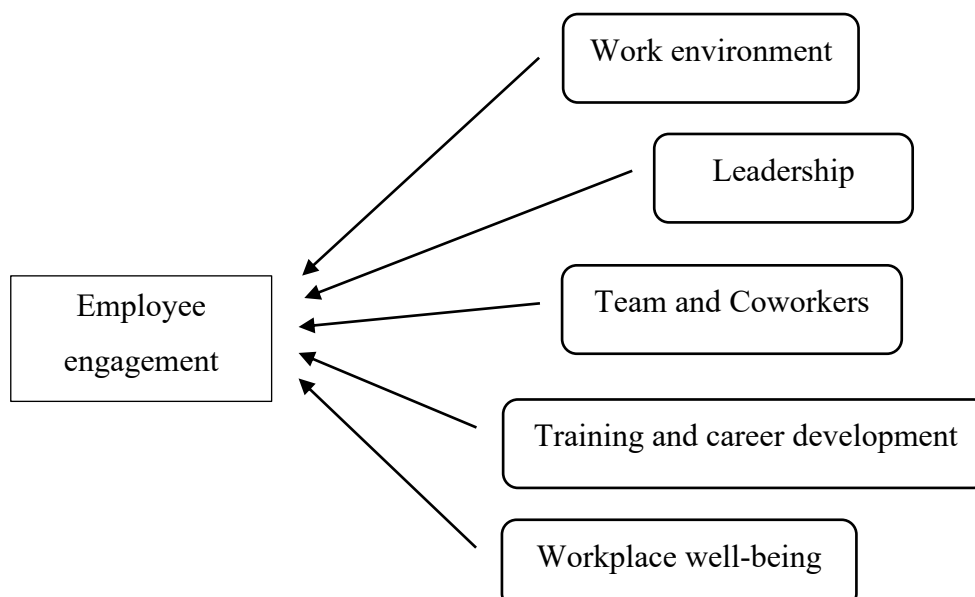 Work environment
Leadership
Employee
engagement
Team and Coworkers
Training and career development
Workplace well-being